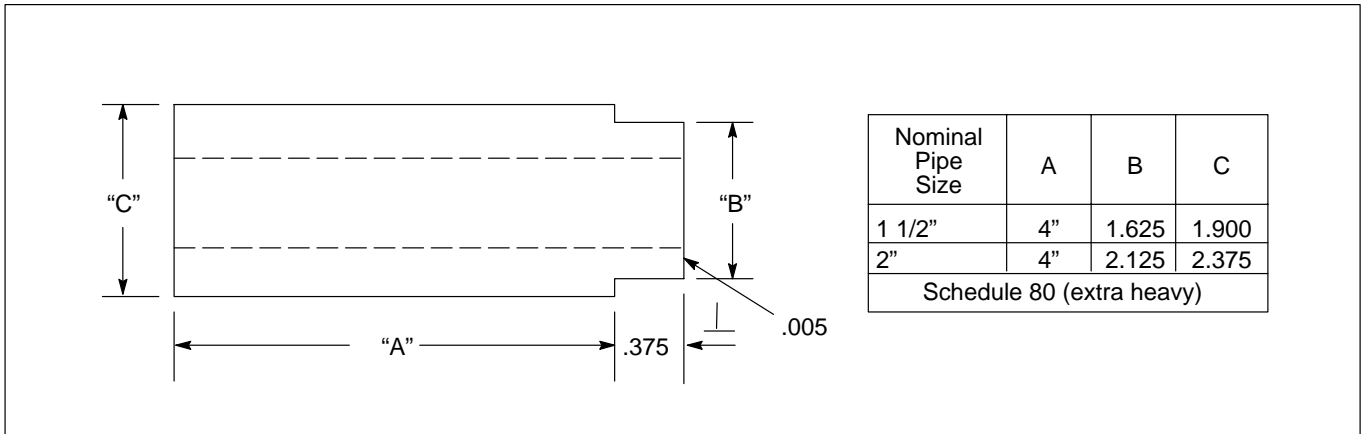 “C”
“B”
“A”
.375
.005
Nominal Pipe Size A B C
1 1/2” 4” 1.625 1.900
2” 4” 2.125 2.375
Schedule 80 (extra heavy)